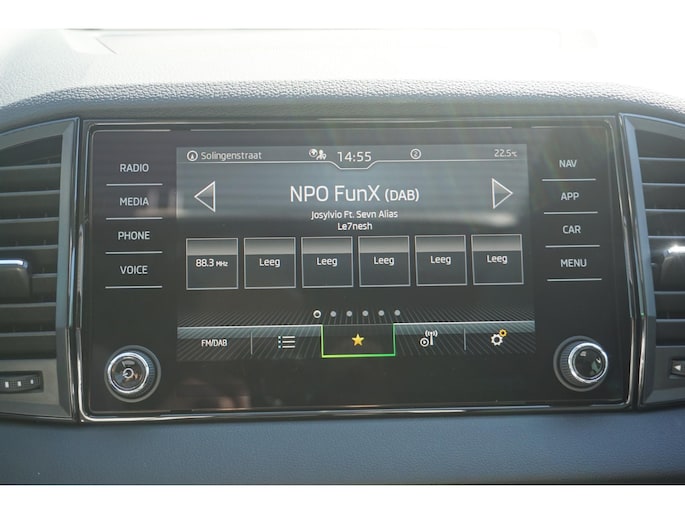 Solingenstraat 14:55 2 22.5°C
RADIO
MEDIA
PHONE
VOICE
NPO FunX (DAB)
Josylvio Ft. Sevn Alias
Le7nesh
88.3 MHz Leeg Leeg Leeg Leeg Leeg
FM/DAB
NAV
APP
CAR
MENU